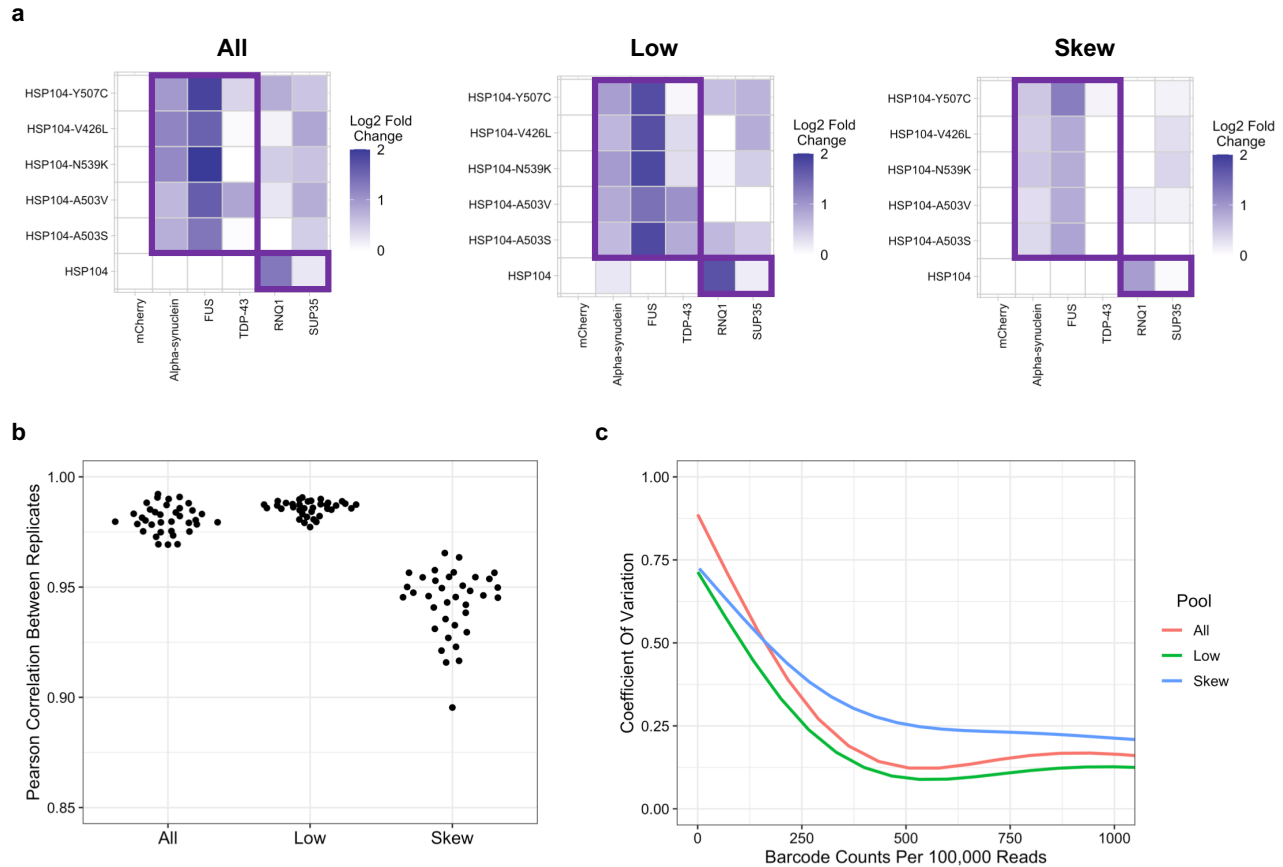 a
All
Low
Skew
HSP104-Y507C
HSP104-V426L
HSP104-N539K
HSP104-A503V
HSP104-A503S
HSP104
mCherry
Alpha-synuclein
FUS
TDP-43
RNQ1
SUP35
Log2 Fold
Change
2
1
0
HSP104-Y507C
HSP104-V426L
HSP104-N539K
HSP104-A503V
HSP104-A503S
HSP104
mCherry
Alpha-synuclein
FUS
TDP-43
RNQ1
SUP35
Log2 Fold
Change
2
1
0
HSP104-Y507C
HSP104-V426L
HSP104-N539K
HSP104-A503V
HSP104-A503S
HSP104
mCherry
Alpha-synuclein
FUS
TDP-43
RNQ1
SUP35
Log2 Fold
Change
2
1
0
b
Pearson Correlation Between Replicates
1.00
0.95
0.90
0.85
All
Low
Skew
c
Coefficient Of Variation
1.00
0.75
0.50
0.25
0.00
0
250
500
750
1000
Barcode Counts Per 100,000 Reads
Pool
All
Low
Skew